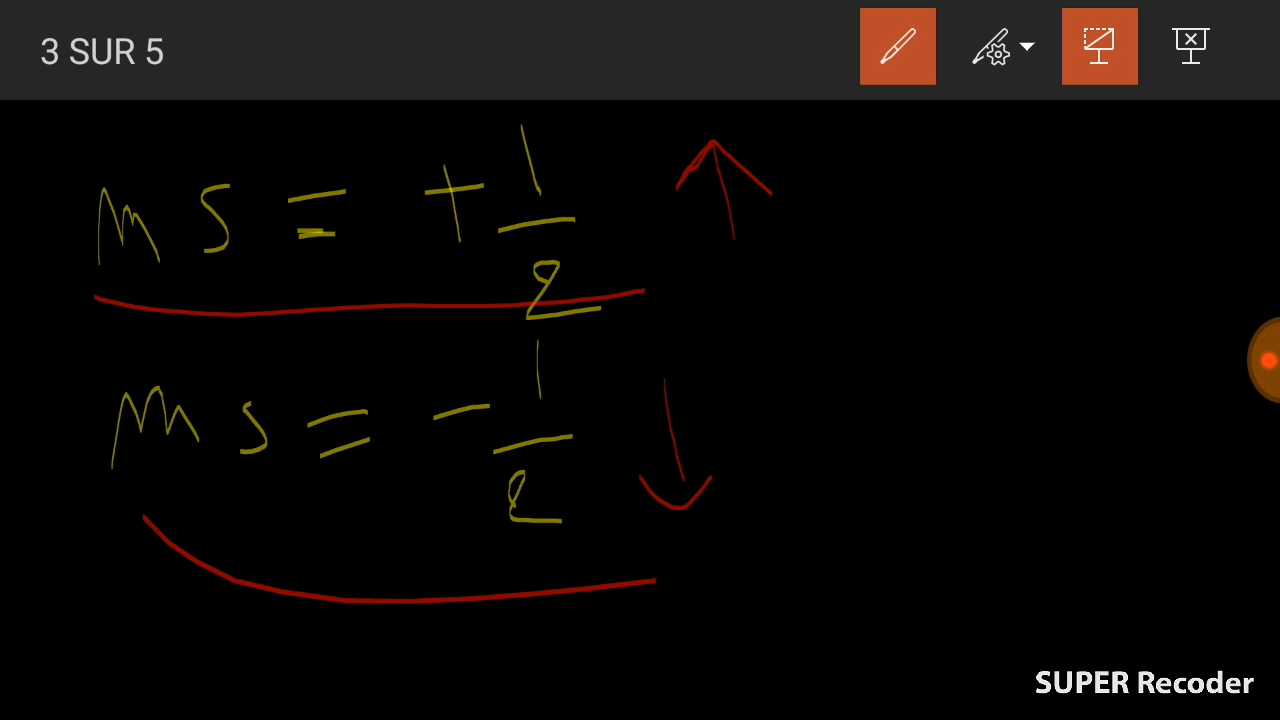 3 SUR 5
ms = + 1/2 ↑
ms = - 1/2 ↓
SUPER Recoder